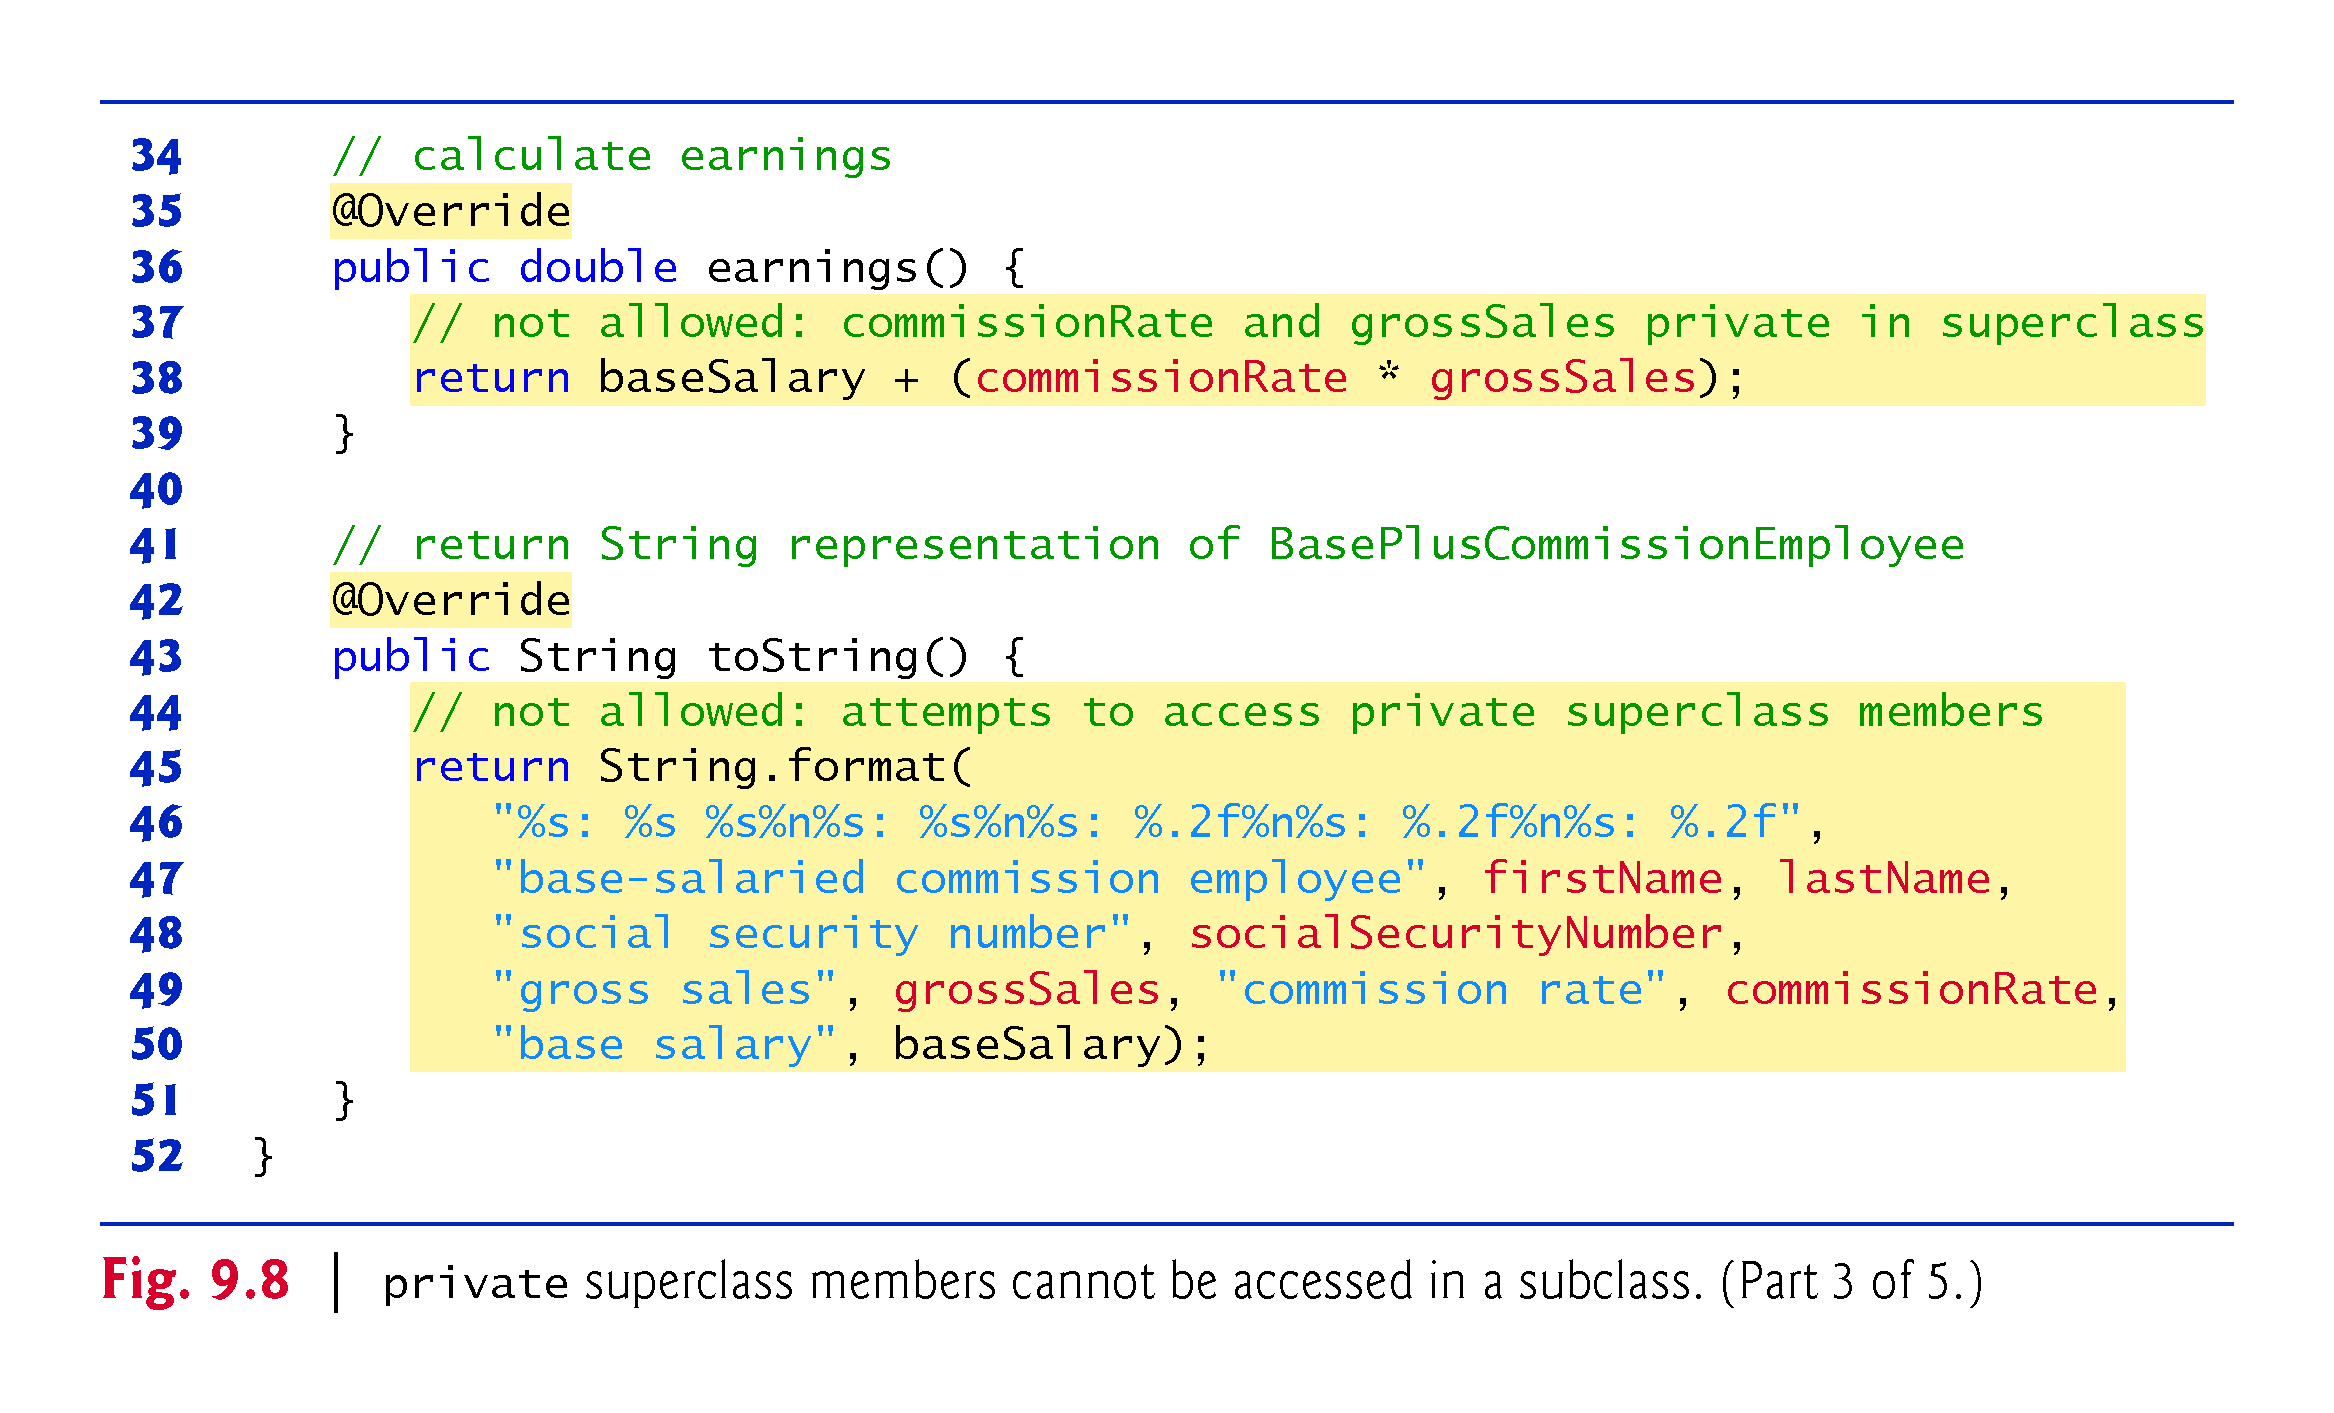 34 // calculate earnings
35 @Override
36 public double earnings() {
37 // not allowed: commissionRate and grossSales private in superclass
38 return baseSalary + (commissionRate * grossSales);
39 }
40
41 // return String representation of BasePlusCommissionEmployee
42 @Override
43 public String toString() {
44 // not allowed: attempts to access private superclass members
45 return String.format(
46 "%s: %s %s%n%s: %s%n%s: %.2f%n%s: %.2f%n%s: %.2f",
47 "base-salaried commission employee", firstName, lastName,
48 "social security number", socialSecurityNumber,
49 "gross sales", grossSales, "commission rate", commissionRate,
50 "base salary", baseSalary);
51 }
52 }
Fig. 9.8 | private superclass members cannot be accessed in a subclass. (Part 3 of 5.)